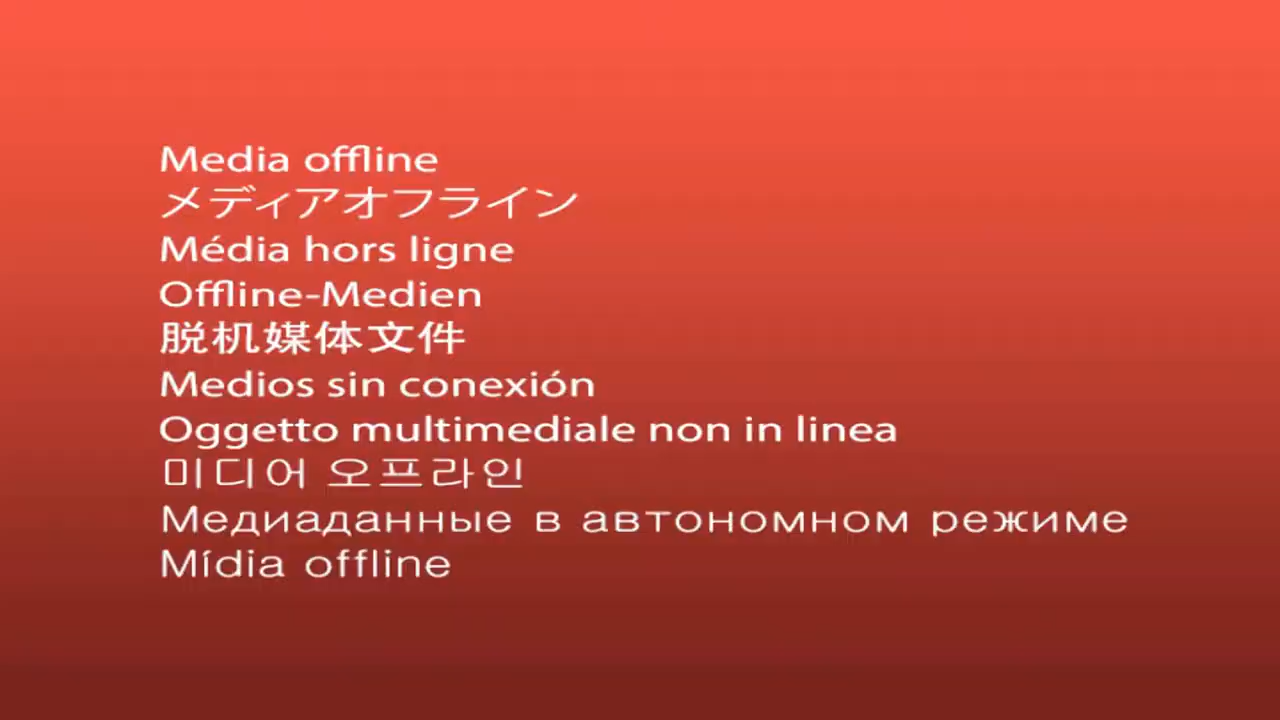 Media offline
メディアオフライン
Média hors ligne
Offline-Medien
脱机媒体文件
Medios sin conexión
Oggetto multimediale non in linea
미디어 오프라인
Медиаданные в автономном режиме
Mídia offline